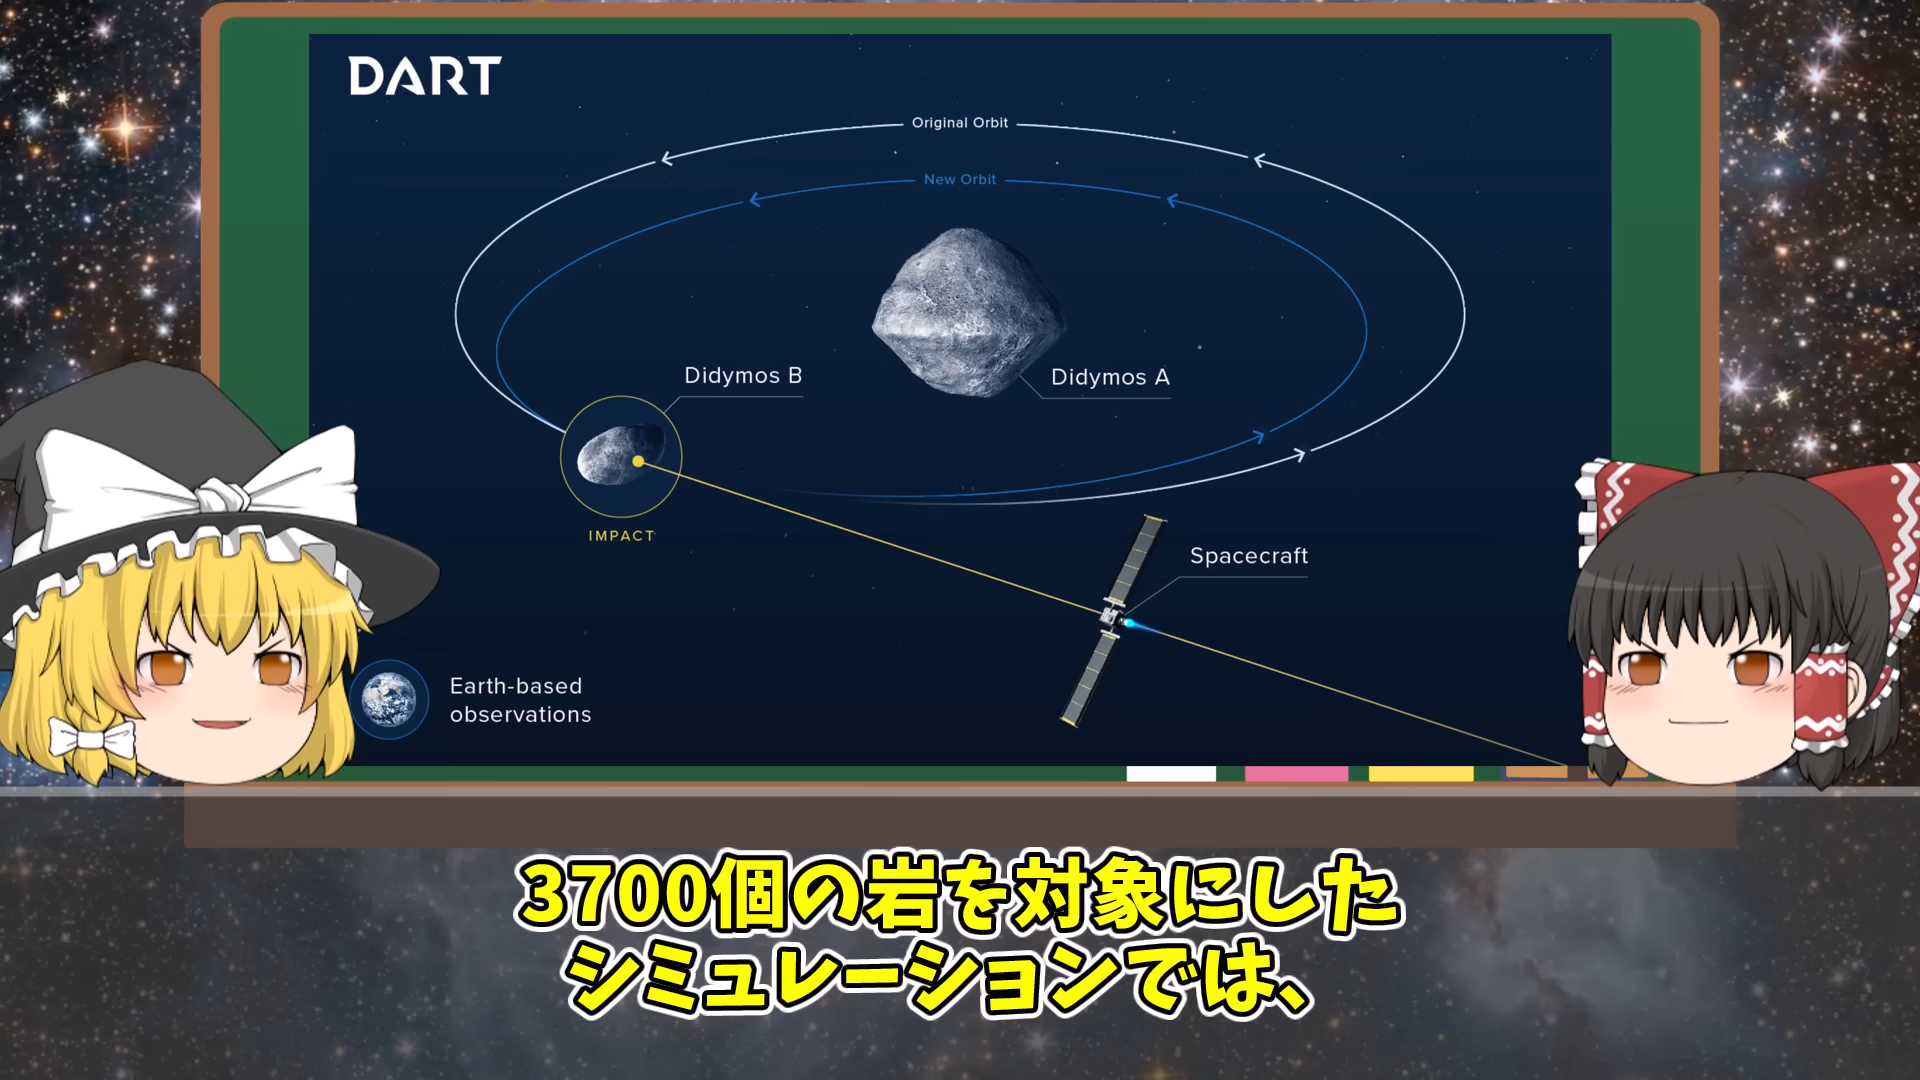 DART
Original Orbit
New Orbit
Didymos B
Didymos A
IMPACT
Spacecraft
Earth-based
observations
3700個の岩を対象にした
シミュレーションでは、